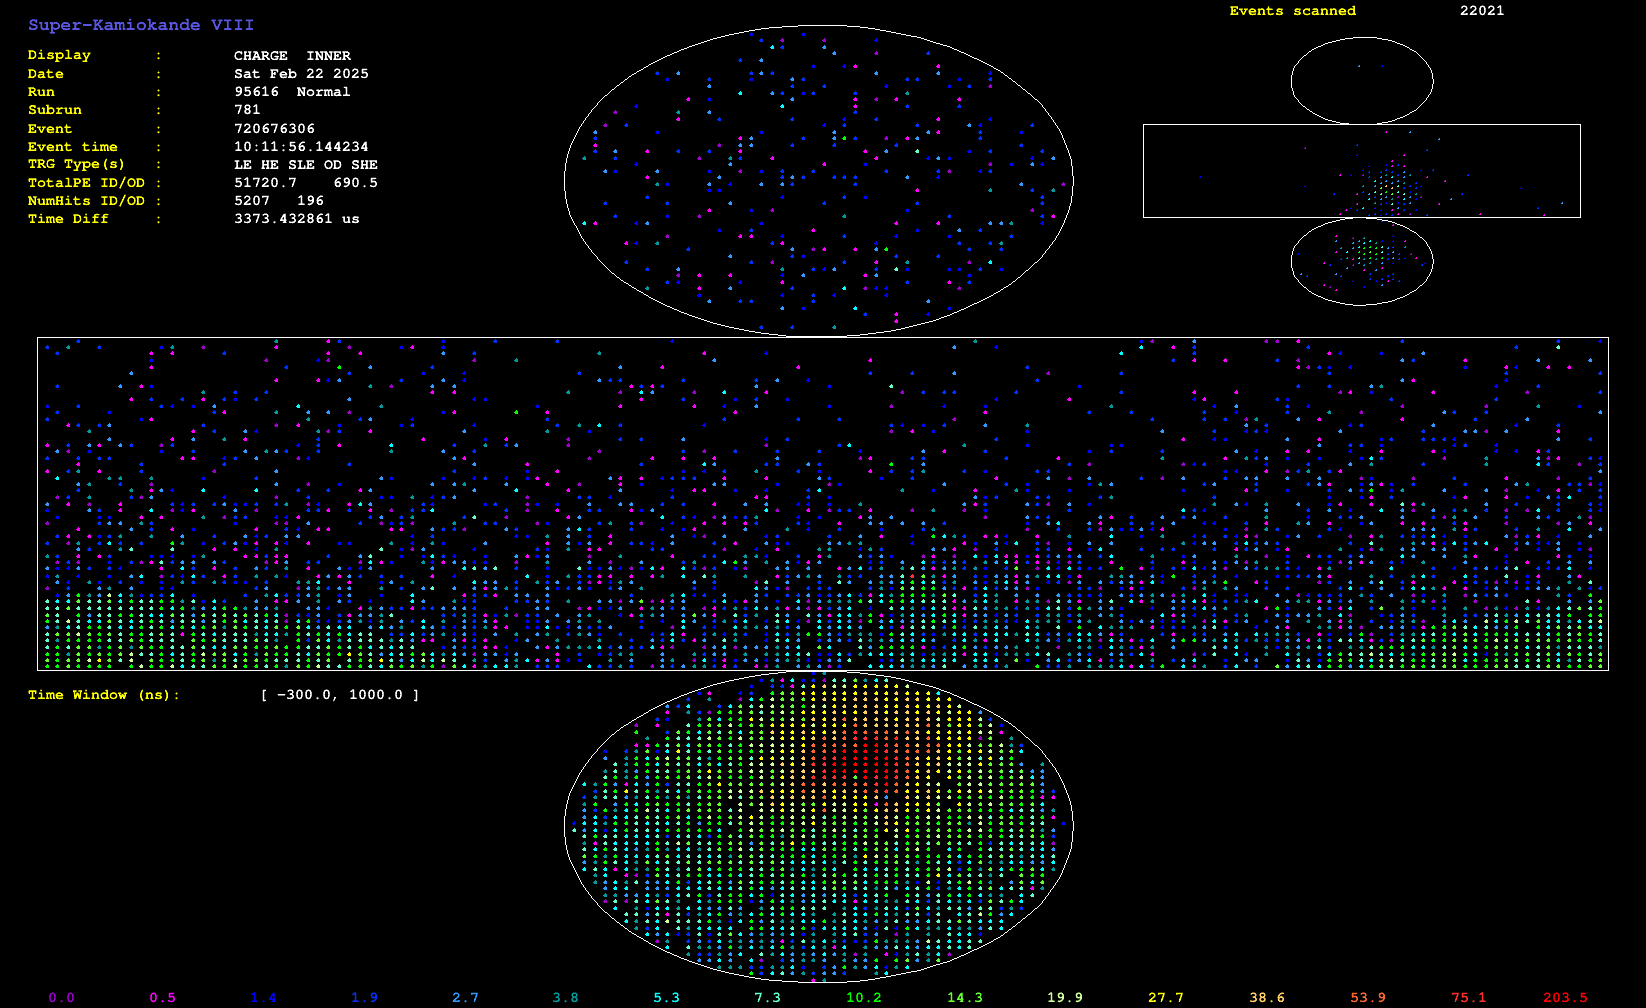 Super-Kamiokande VIII
Events scanned 22021
Display : CHARGE INNER
Date : Sat Feb 22 2025
Run : 95616 Normal
Subrun : 781
Event : 720676306
Event time : 10:11:56.144234
TRG Type(s) : LE HE SLE OD SHE
TotalPE ID/OD : 51720.7 690.5
NumHits ID/OD : 5207 196
Time Diff : 3373.432861 us
Time Window (ns): [ -300.0, 1000.0 ]
0.0 0.5 1.4 1.9 2.7 3.8 5.3 7.3 10.2 14.3 19.9 27.7 38.6 53.9 75.1 203.5